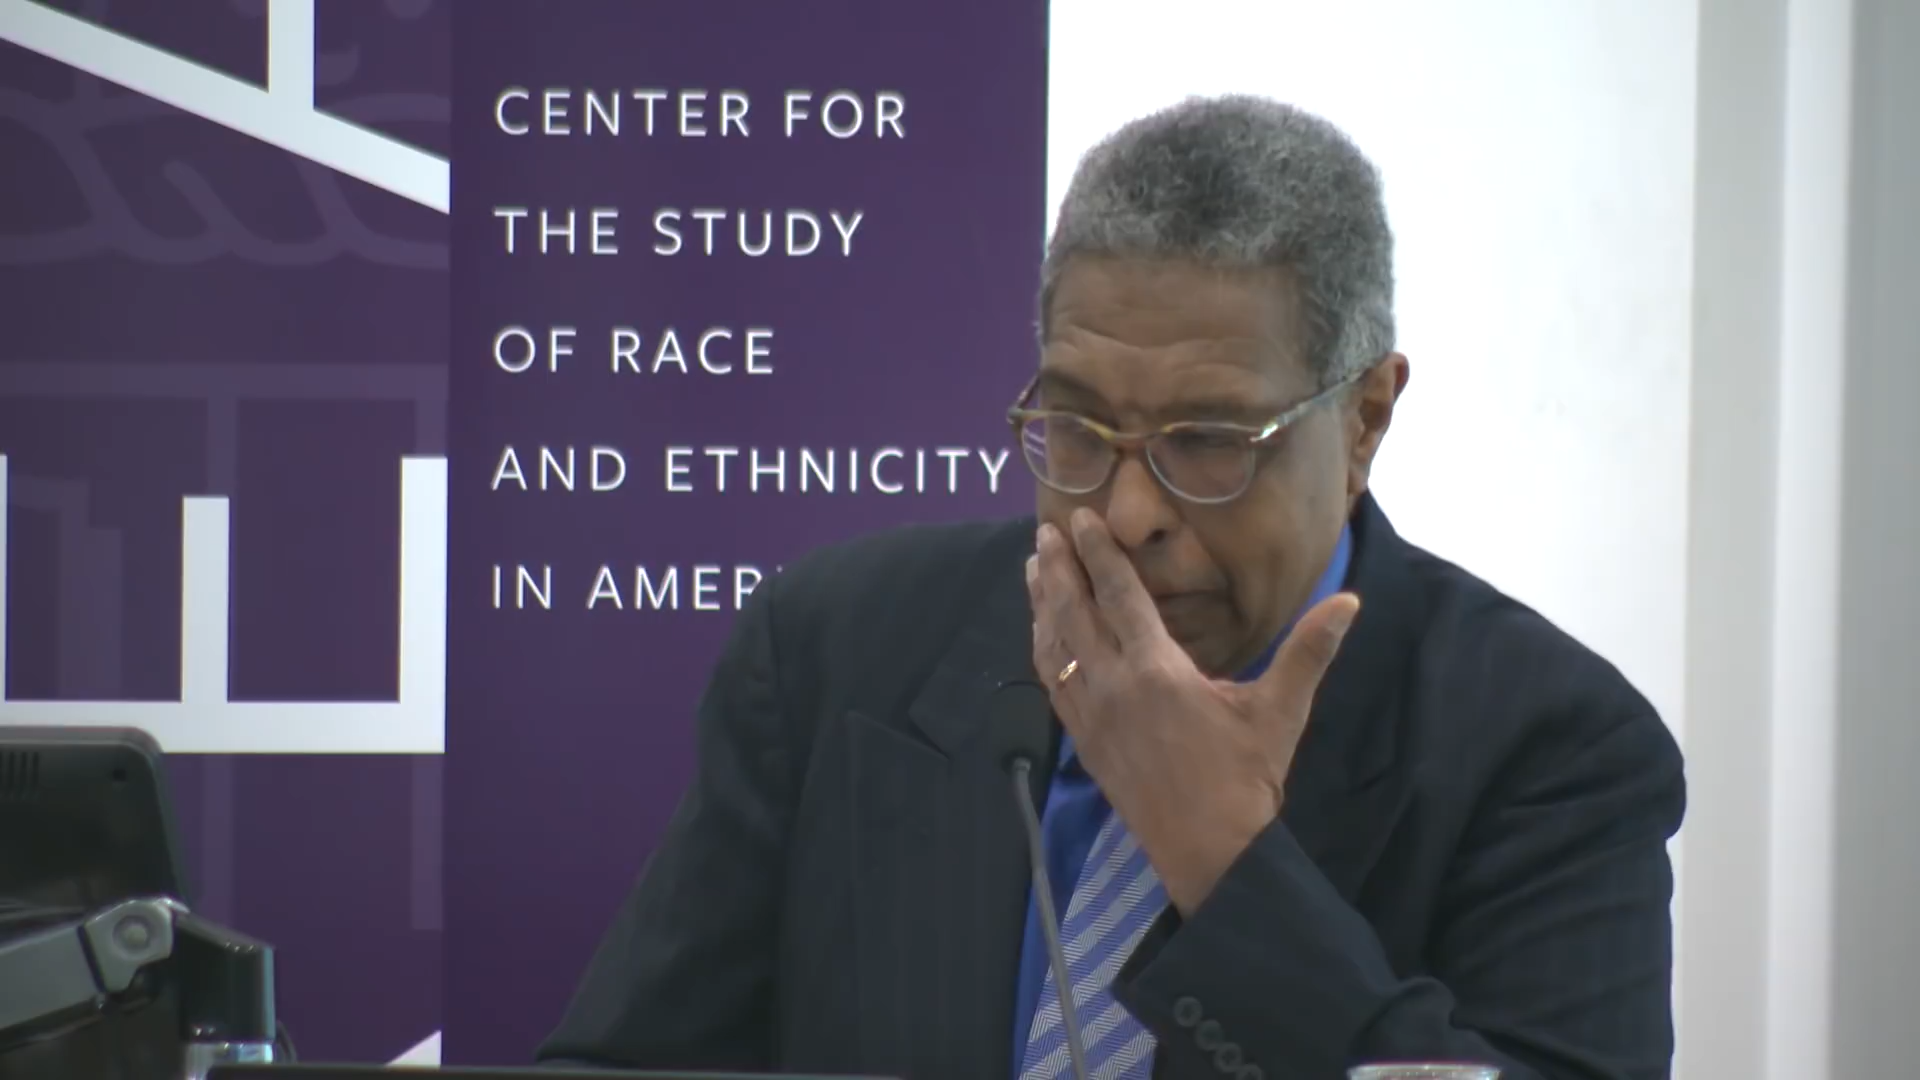 CENTER FOR
THE STUDY
OF RACE
AND ETHNICITY
IN AMER